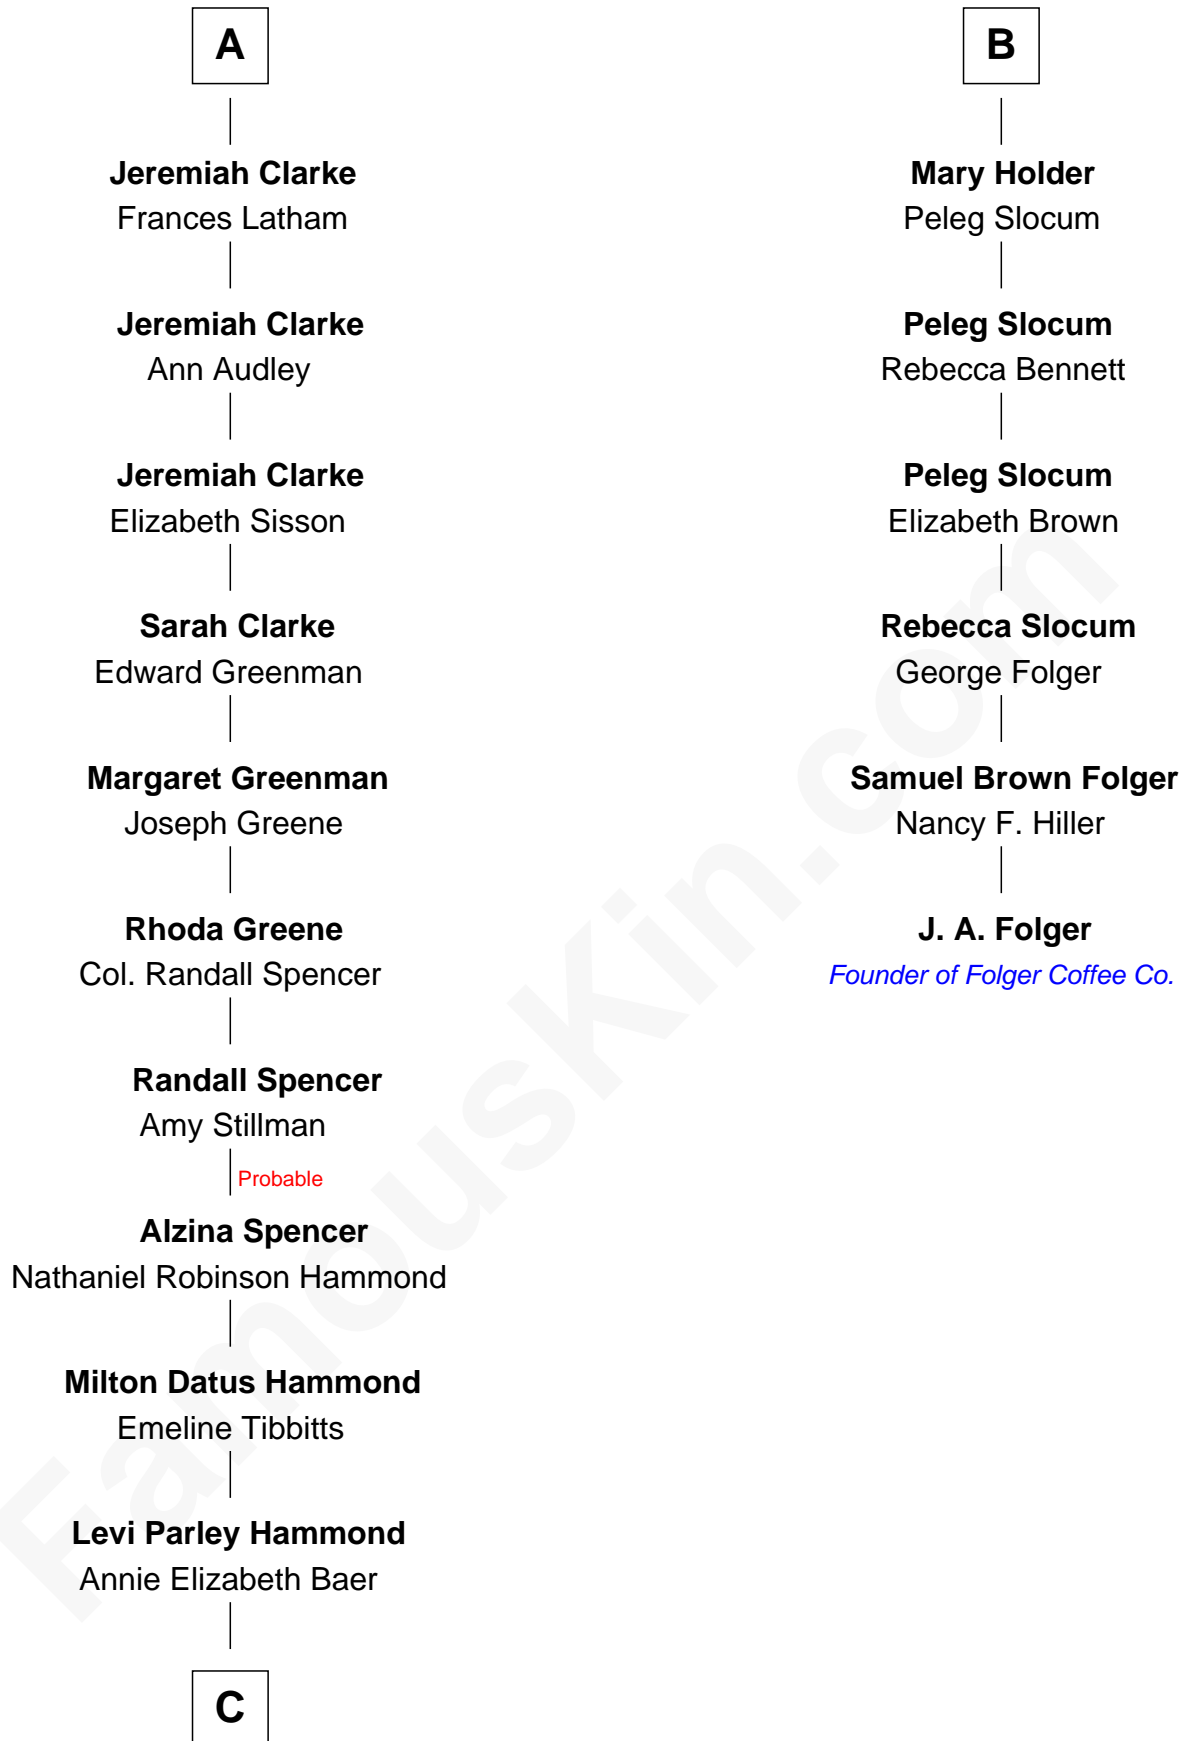 A
Jeremiah Clarke
Frances Latham
Jeremiah Clarke
Ann Audley
Jeremiah Clarke
Elizabeth Sisson
Sarah Clarke
Edward Greenman
Margaret Greenman
Joseph Greene
Rhoda Greene
Col. Randall Spencer
Randall Spencer
Amy Stillman
Probable
Alzina Spencer
Nathaniel Robinson Hammond
Milton Datus Hammond
Emeline Tibbitts
Levi Parley Hammond
Annie Elizabeth Baer
C
B
Mary Holder
Peleg Slocum
Peleg Slocum
Rebecca Bennett
Peleg Slocum
Elizabeth Brown
Rebecca Slocum
George Folger
Samuel Brown Folger
Nancy F. Hiller
J. A. Folger
Founder of Folger Coffee Co.
FamousKin.com